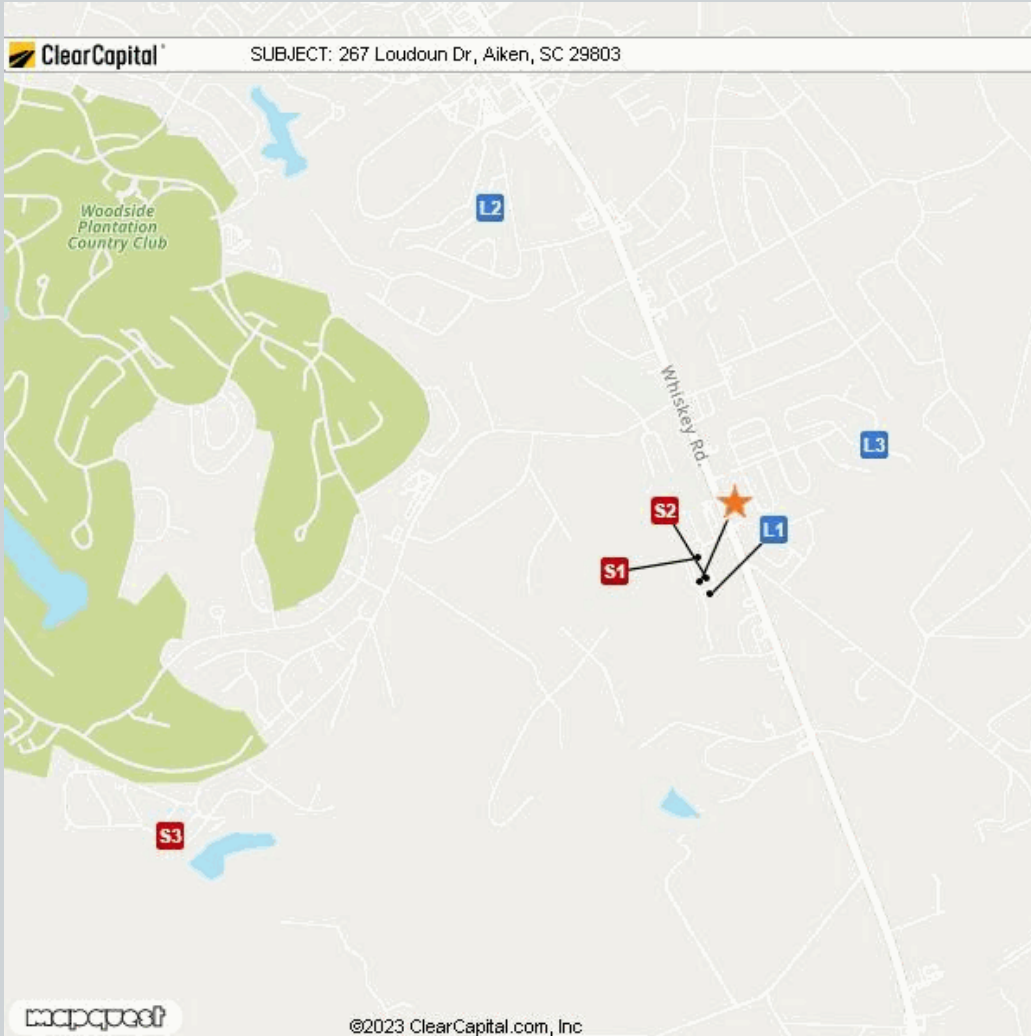 ClearCapital
SUBJECT: 267 Loudoun Dr, Aiken, SC 29803
Woodside
Plantation
Country Club
L2
Whiskey Rd.
L3
S2
L1
S1
S3
mapquest
©2023 ClearCapital.com, Inc